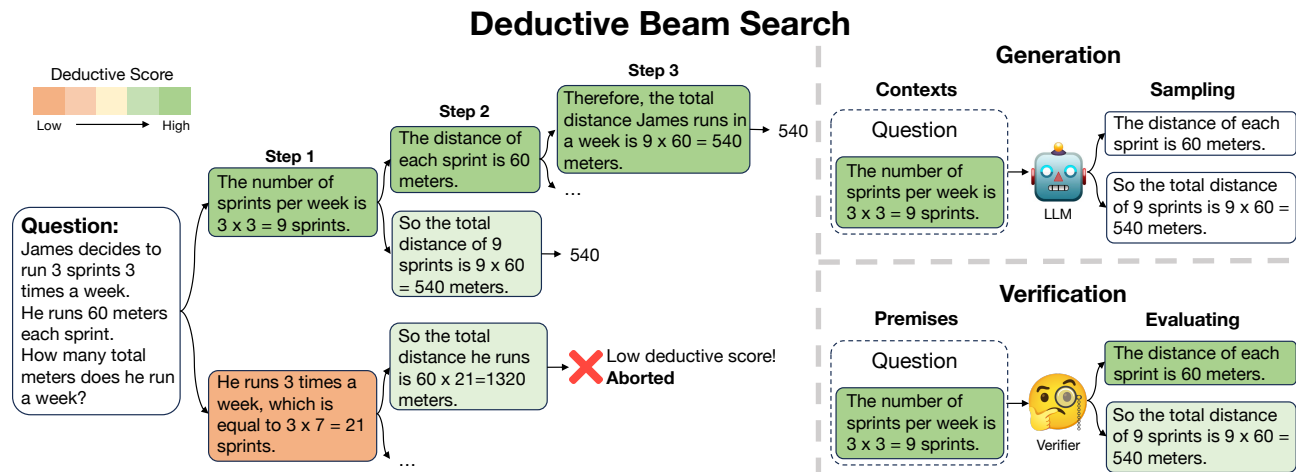 Deductive Beam Search
Deductive Score
Low
High
Question:
James decides to
run 3 sprints 3
times a week.
He runs 60 meters
each sprint.
How many total
meters does he run
a week?
Step 1
The number of
sprints per week is
3 x 3 = 9 sprints.
He runs 3 times a
week, which is
equal to 3 x 7 = 21
sprints.
Step 2
The distance of
each sprint is 60
meters.
...
So the total
distance of 9
sprints is 9 x 60
= 540 meters.
540
So the total
distance he runs
is 60 x 21=1320
meters.
...
Low deductive score!
Aborted
Step 3
Therefore, the total
distance James runs in
a week is 9 x 60 = 540
meters.
540
Generation
Contexts
Question
The number of
sprints per week is
3 x 3 = 9 sprints.
LLM
Sampling
The distance of each
sprint is 60 meters.
So the total distance
of 9 sprints is 9 x 60 =
540 meters.
Verification
Premises
Question
The number of
sprints per week is
3 x 3 = 9 sprints.
Verifier
Evaluating
The distance of each
sprint is 60 meters.
So the total distance
of 9 sprints is 9 x 60 =
540 meters.